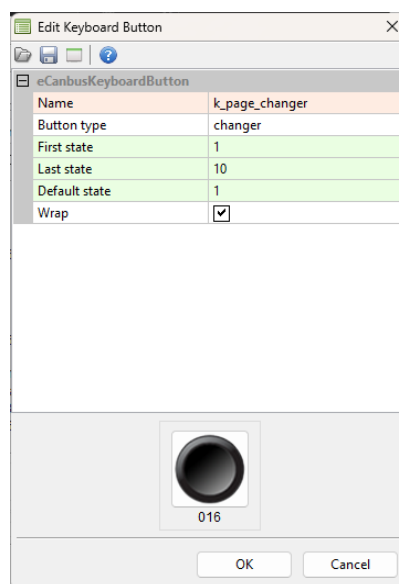 Edit Keyboard Button
eCanbusKeyboardButton
Name k_page_changer
Button type changer
First state 1
Last state 10
Default state 1
Wrap
016
OK Cancel